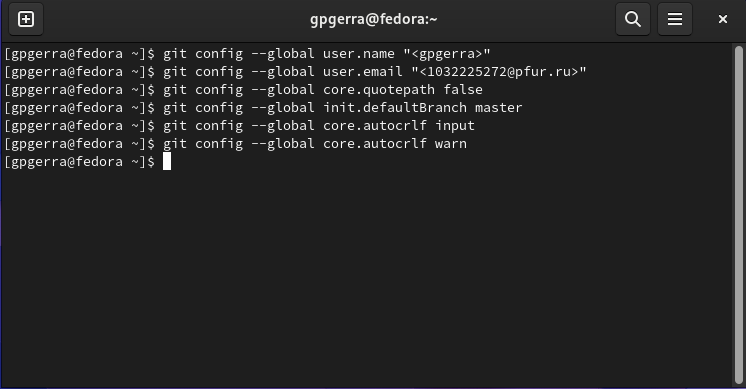 gpgerra@fedora:~
[gpgerra@fedora ~]$ git config --global user.name "<gpgerra>"
[gpgerra@fedora ~]$ git config --global user.email "<1032225272@pfur.ru>"
[gpgerra@fedora ~]$ git config --global core.quotepath false
[gpgerra@fedora ~]$ git config --global init.defaultBranch master
[gpgerra@fedora ~]$ git config --global core.autocrlf input
[gpgerra@fedora ~]$ git config --global core.autocrlf warn
[gpgerra@fedora ~]$